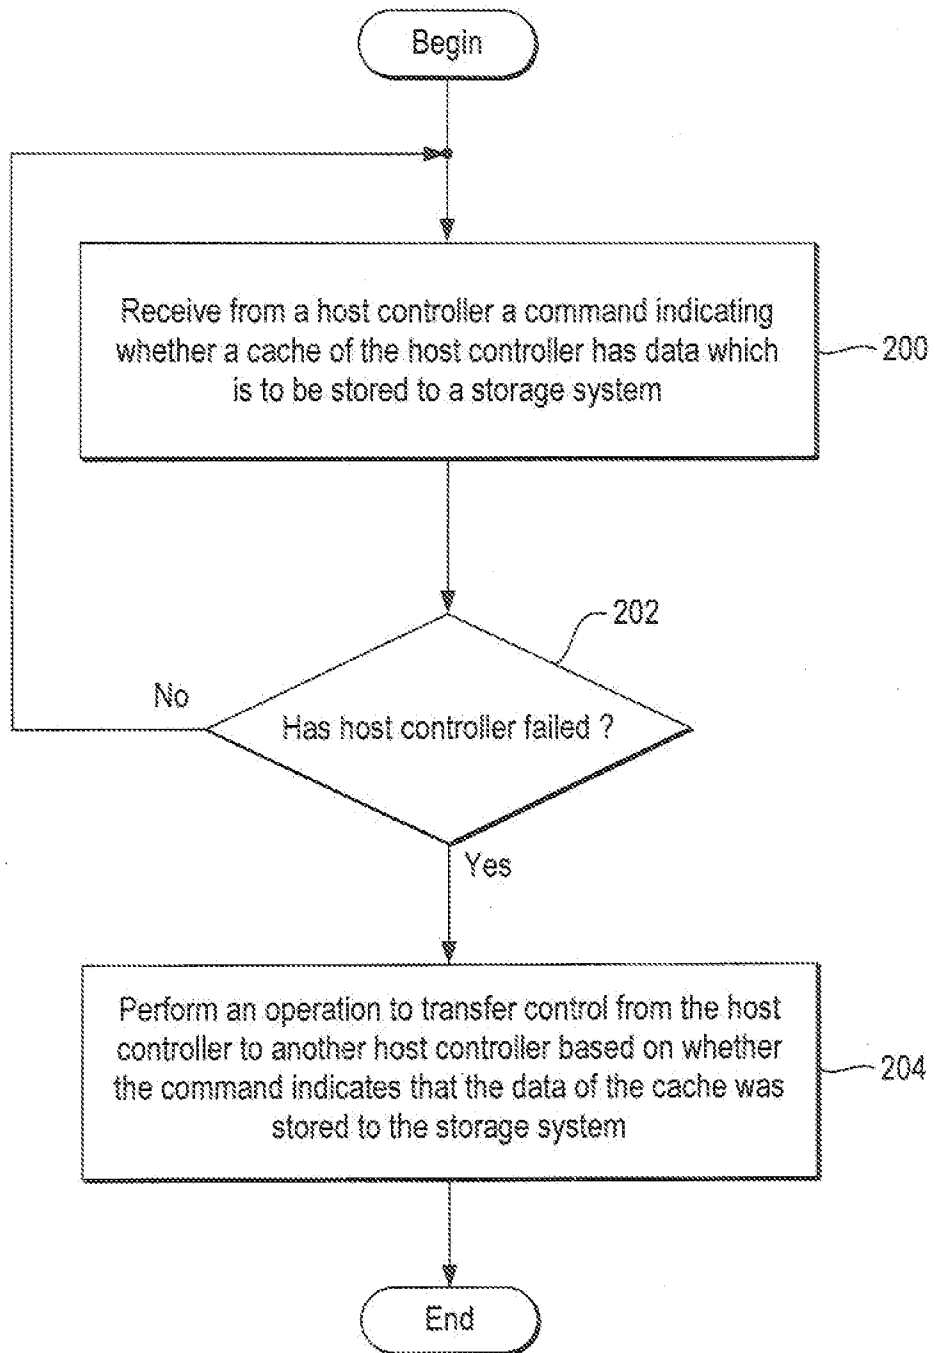 Begin
Receive from a host controller a command indicating
whether a cache of the host controller has data which
is to be stored to a storage system
200
202
No
Has host controller failed ?
Yes
Perform an operation to transfer control from the host
controller to another host controller based on whether
the command indicates that the data of the cache was
stored to the storage system
204
End